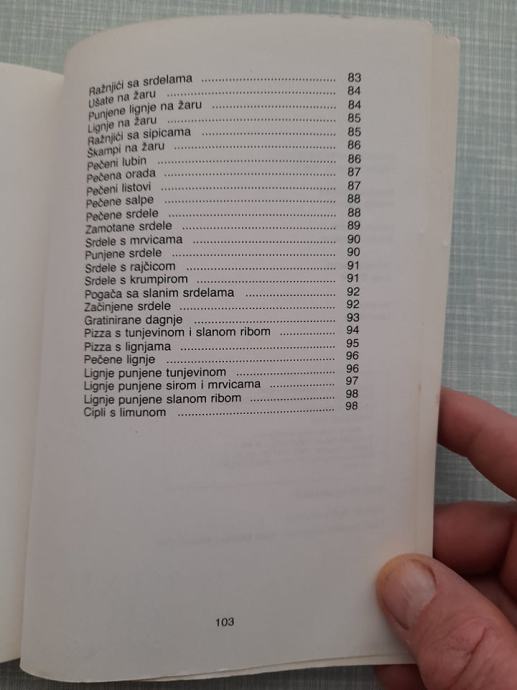 Ražnjići sa srdelama ........................................ 83
Ušate na žaru ........................................ 84
Punjene lignje na žaru ........................................ 84
Lignje na žaru ........................................ 85
Ražnjići sa sipicama ........................................ 85
Škampi na žaru ........................................ 86
Pečeni lubin ........................................ 86
Pečena orada ........................................ 87
Pečeni listovi ........................................ 87
Pečene salpe ........................................ 88
Pečene srdele ........................................ 88
Zamotane srdele ........................................ 89
Srdele s mrvicama ........................................ 90
Punjene srdele ........................................ 90
Srdele s rajčicom ........................................ 91
Srdele s krumpirom ........................................ 91
Pogača sa slanim srdelama ........................................ 92
Začinjene srdele ........................................ 92
Gratinirane dagnje ........................................ 93
Pizza s tunjevinom i slanom ribom ........................................ 94
Pizza s lignjama ........................................ 95
Pečene lignje ........................................ 96
Lignje punjene tunjevinom ........................................ 96
Lignje punjene sirom i mrvicama ........................................ 97
Lignje punjene slanom ribom ........................................ 98
Cipli s limunom ........................................ 98
103